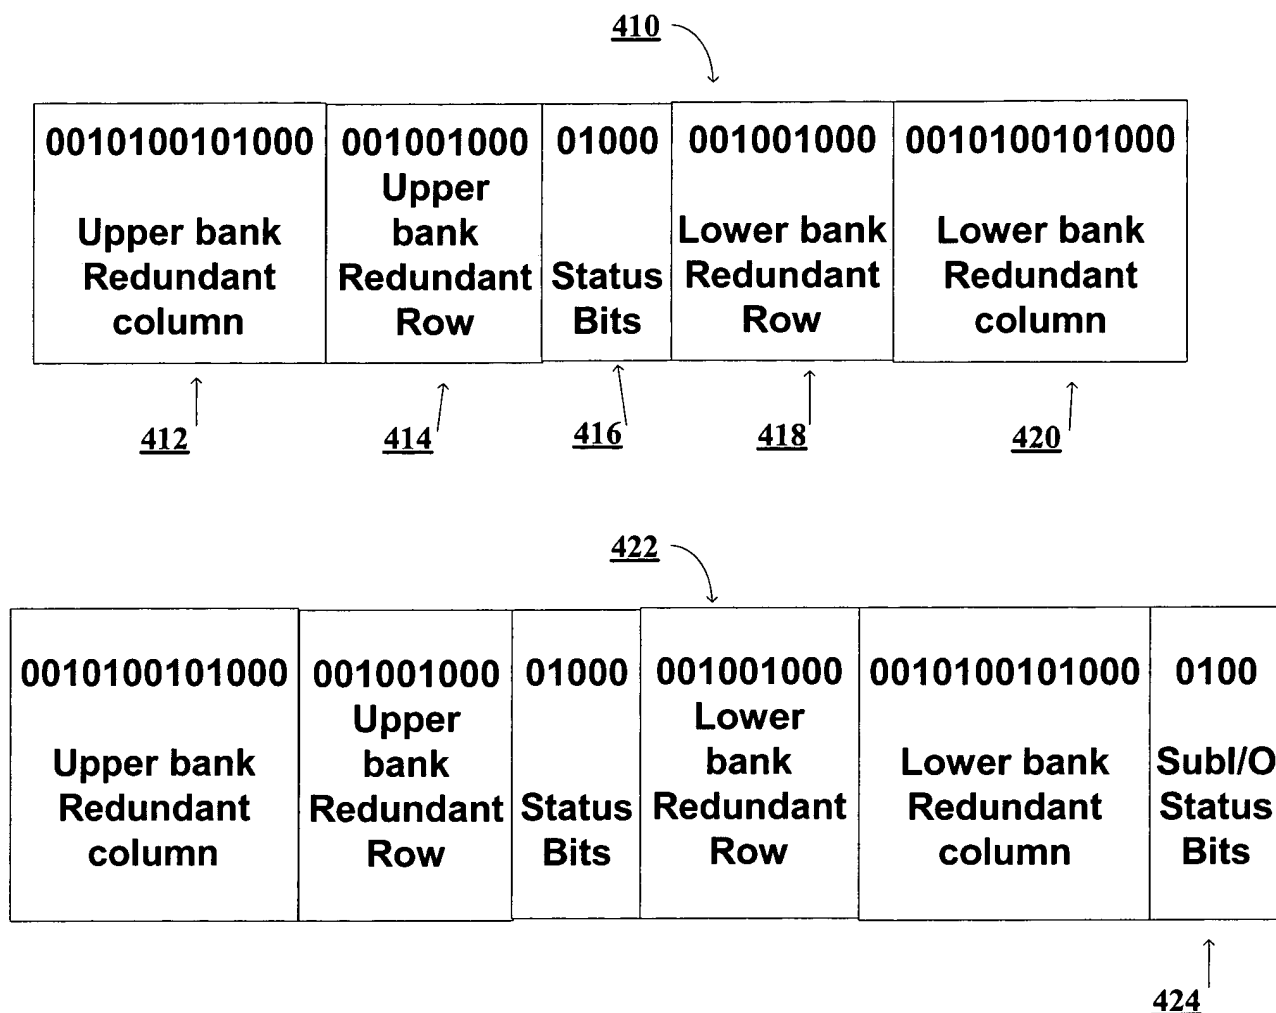 410
0010100101000 001001000 01000 001001000 0010100101000
Upper bank
Redundant
column
Upper
bank
Redundant
Row
Status
Bits
Lower bank
Redundant
Row
Lower bank
Redundant
column
412 414 416 418 420
422
0010100101000 001001000 01000 001001000 0010100101000 0100
Upper bank
Redundant
column
Upper
bank
Redundant
Row
Status
Bits
Lower
bank
Redundant
Row
Lower bank
Redundant
column
SubI/O
Status
Bits
424